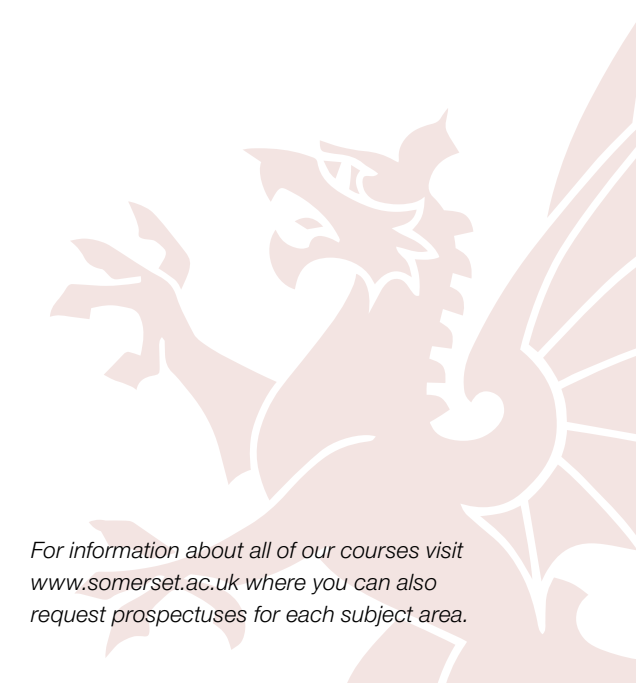 For information about all of our courses visit
www.somerset.ac.uk where you can also
request prospectuses for each subject area.